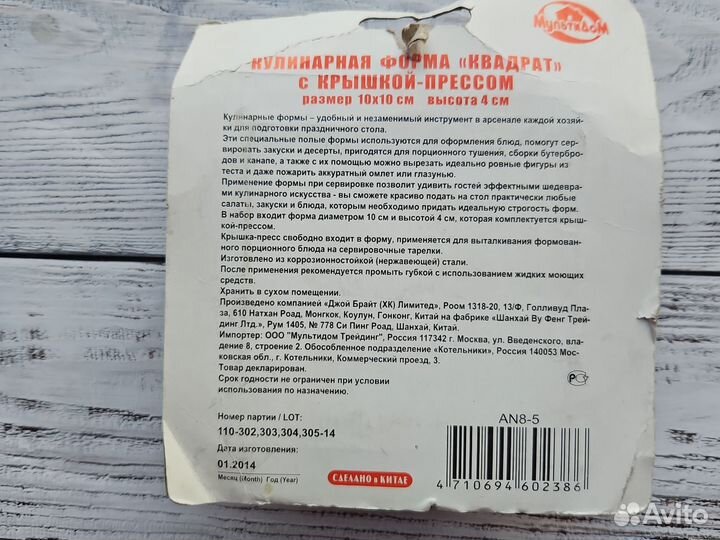 МУЛЬТИДОМ
КУЛИНАРНАЯ ФОРМА «КВАДРАТ»
С КРЫШКОЙ-ПРЕССОМ
размер 10х10 см высота 4 см
Кулинарные формы – удобный и незаменимый инструмент в арсенале каждой хозяй-
ки для подготовки праздничного стола.
Эти специальные полые формы используются для оформления блюд, помогут сер-
вировать закуски и десерты, пригодятся для порционного тушения, сборки бутербро-
дов и канапе, а также с их помощью можно вырезать идеально ровные фигуры из
теста и даже пожарить аккуратный омлет или глазунью.
Применение формы при сервировке позволит удивить гостей эффектными шедевра-
ми кулинарного искусства - вы сможете красиво подать на стол практически любые
салаты, закуски и блюда, которым необходимо придать идеальную строгость форм.
В набор входит форма диаметром 10 см и высотой 4 см, которая комплектуется крыш-
кой-прессом.
Крышка-пресс свободно входит в форму, применяется для выталкивания формован-
ного порционного блюда на сервировочные тарелки.
Изготовлено из коррозионностойкой (нержавеющей) стали.
После применения рекомендуется промыть губкой с использованием жидких моющих
средств.
Хранить в сухом помещении.
Произведено компанией «Джой Брайт (ХК) Лимитед», Роом 1318-20, 13/Ф, Голливуд Пла-
за, 610 Натхан Роад, Монгкок, Коулун, Гонконг, Китай на фабрике «Шанхай Ву Фенг Трей-
динг Лтд.», Рум 1405, № 778 Си Пинг Роад, Шанхай, Китай.
Импортер: ООО "Мультидом Трейдинг", Россия 117342 г. Москва, ул. Введенского, вла-
дение 8, строение 2. Обособленное подразделение «Котельники», Россия 140053 Мос-
ковская обл., г. Котельники, Коммерческий проезд, 3.
Товар декларирован.
Срок годности не ограничен при условии
использования по назначению.
Номер партии / LOT:
110-302,303,304,305-14
Дата изготовления:
01.2014
Месяц (Month) Год (Year)
СДЕЛАНО в КИТАЕ
AN8-5
4 710694 602386
Avito